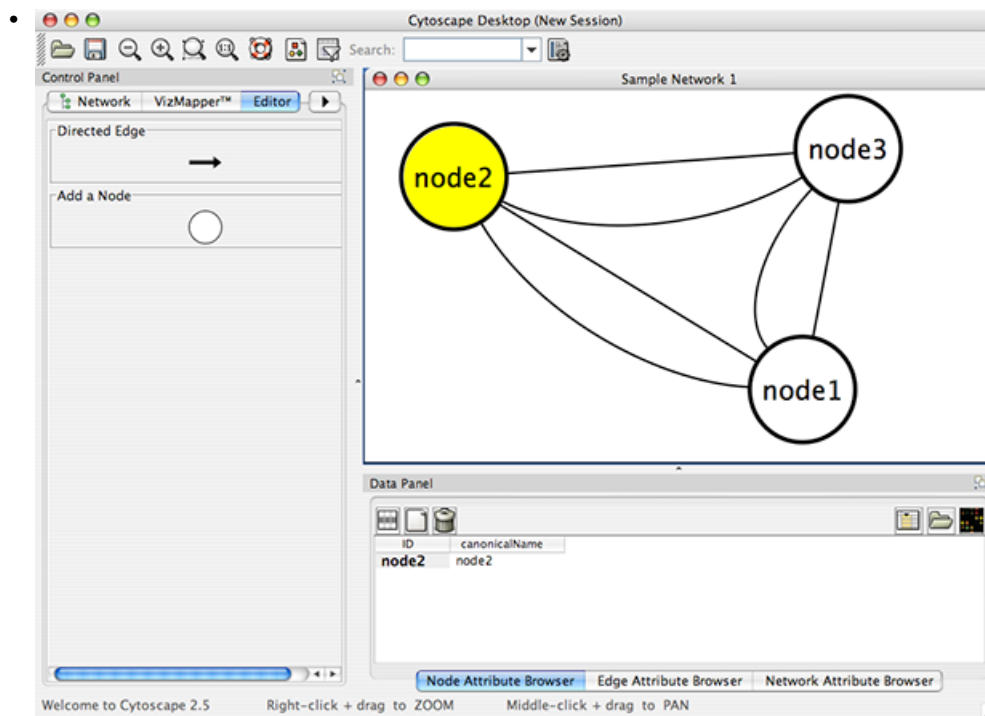 Cytoscape Desktop (New Session)
Search:
Control Panel
Network VizMapper™ Editor
Directed Edge
Add a Node
Sample Network 1
node2
node3
node1
Data Panel
ID canonicalName
node2 node2
Node Attribute Browser Edge Attribute Browser Network Attribute Browser
Welcome to Cytoscape 2.5 Right-click + drag to ZOOM Middle-click + drag to PAN